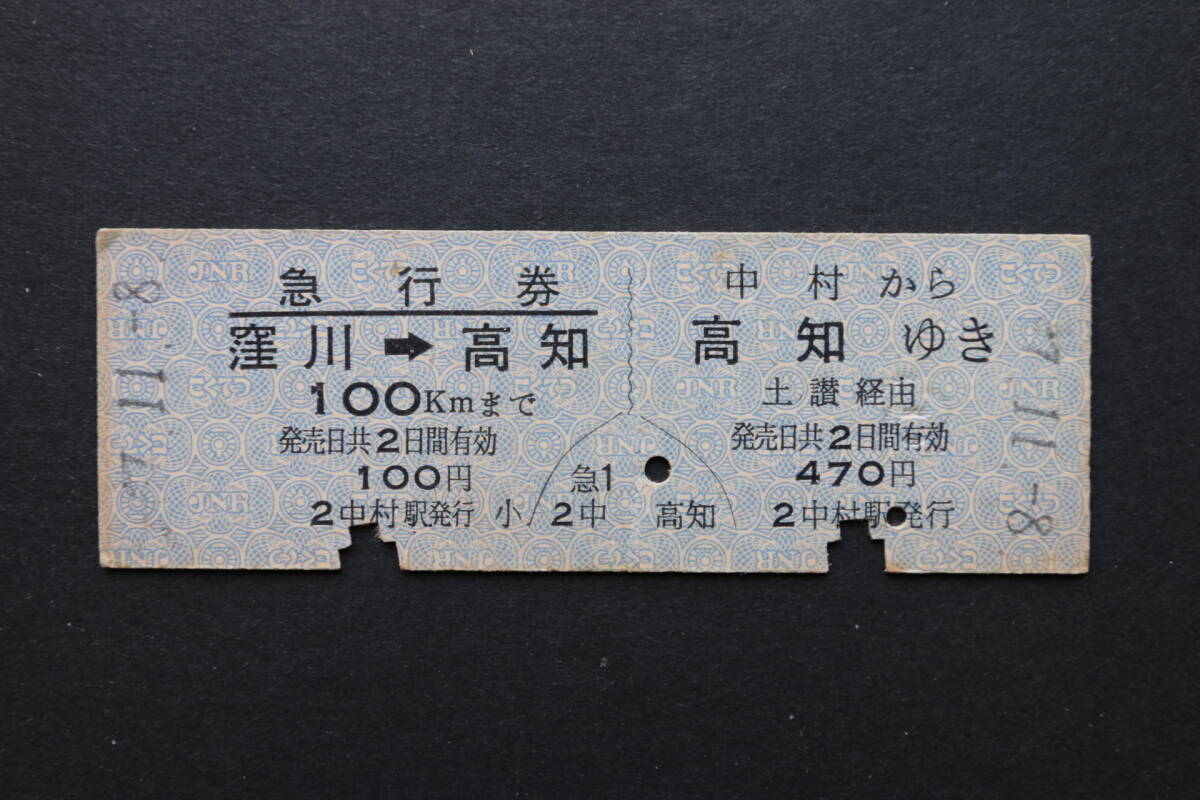 急行券
窪川➡高知
100Kmまで
発売日共2日間有効
100円
2中村駅発行 小
急1
2中
中村から
高知ゆき
土讃経由
発売日共2日間有効
470円
高知
2中村駅発行